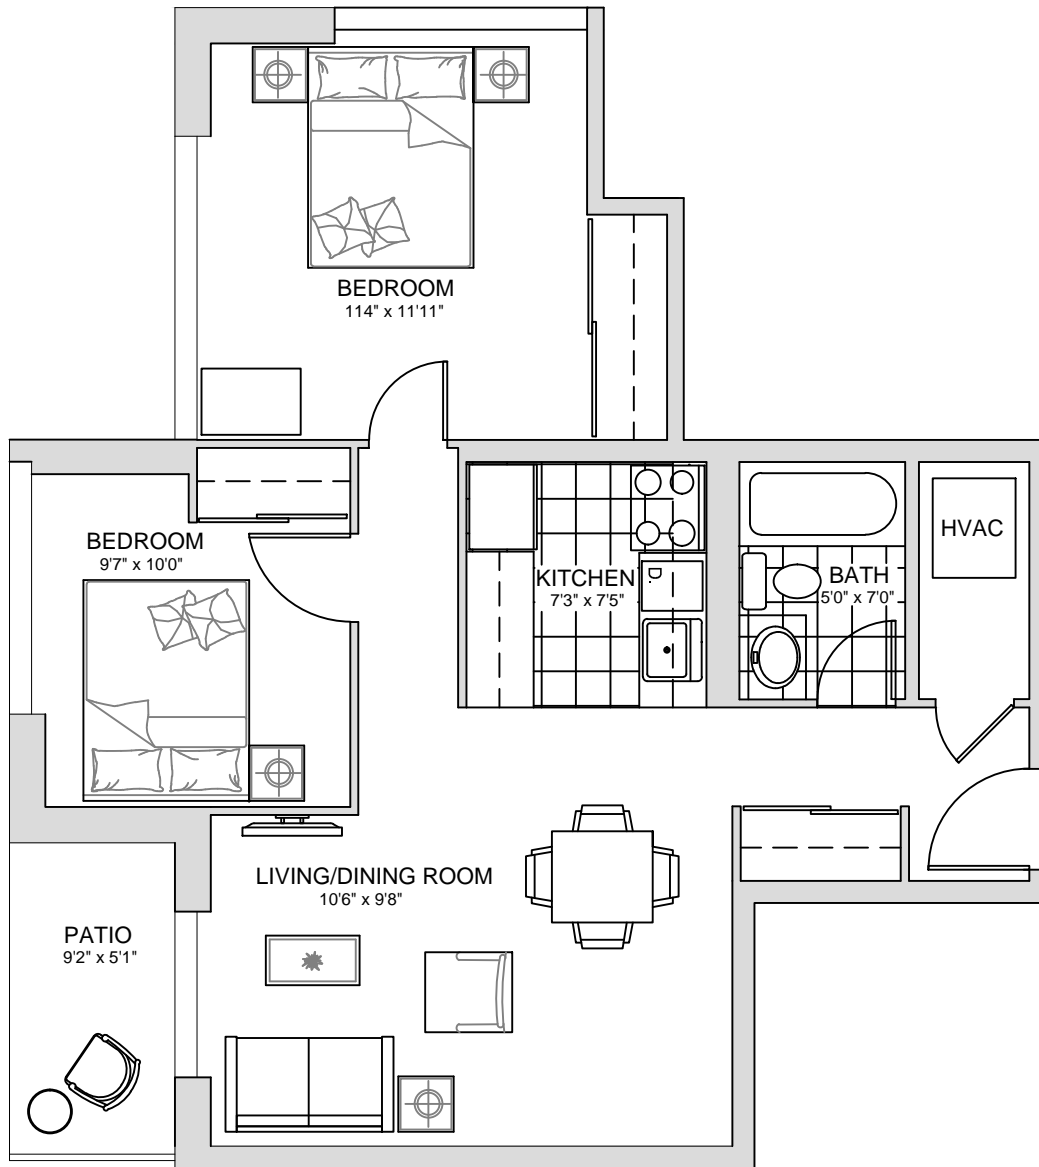 BEDROOM
114" x 11'11"
BEDROOM
9'7" x 10'0"
KITCHEN
7'3" x 7'5"
D
BATH
5'0" x 7'0"
HVAC
LIVING/DINING ROOM
10'6" x 9'8"
PATIO
9'2" x 5'1"